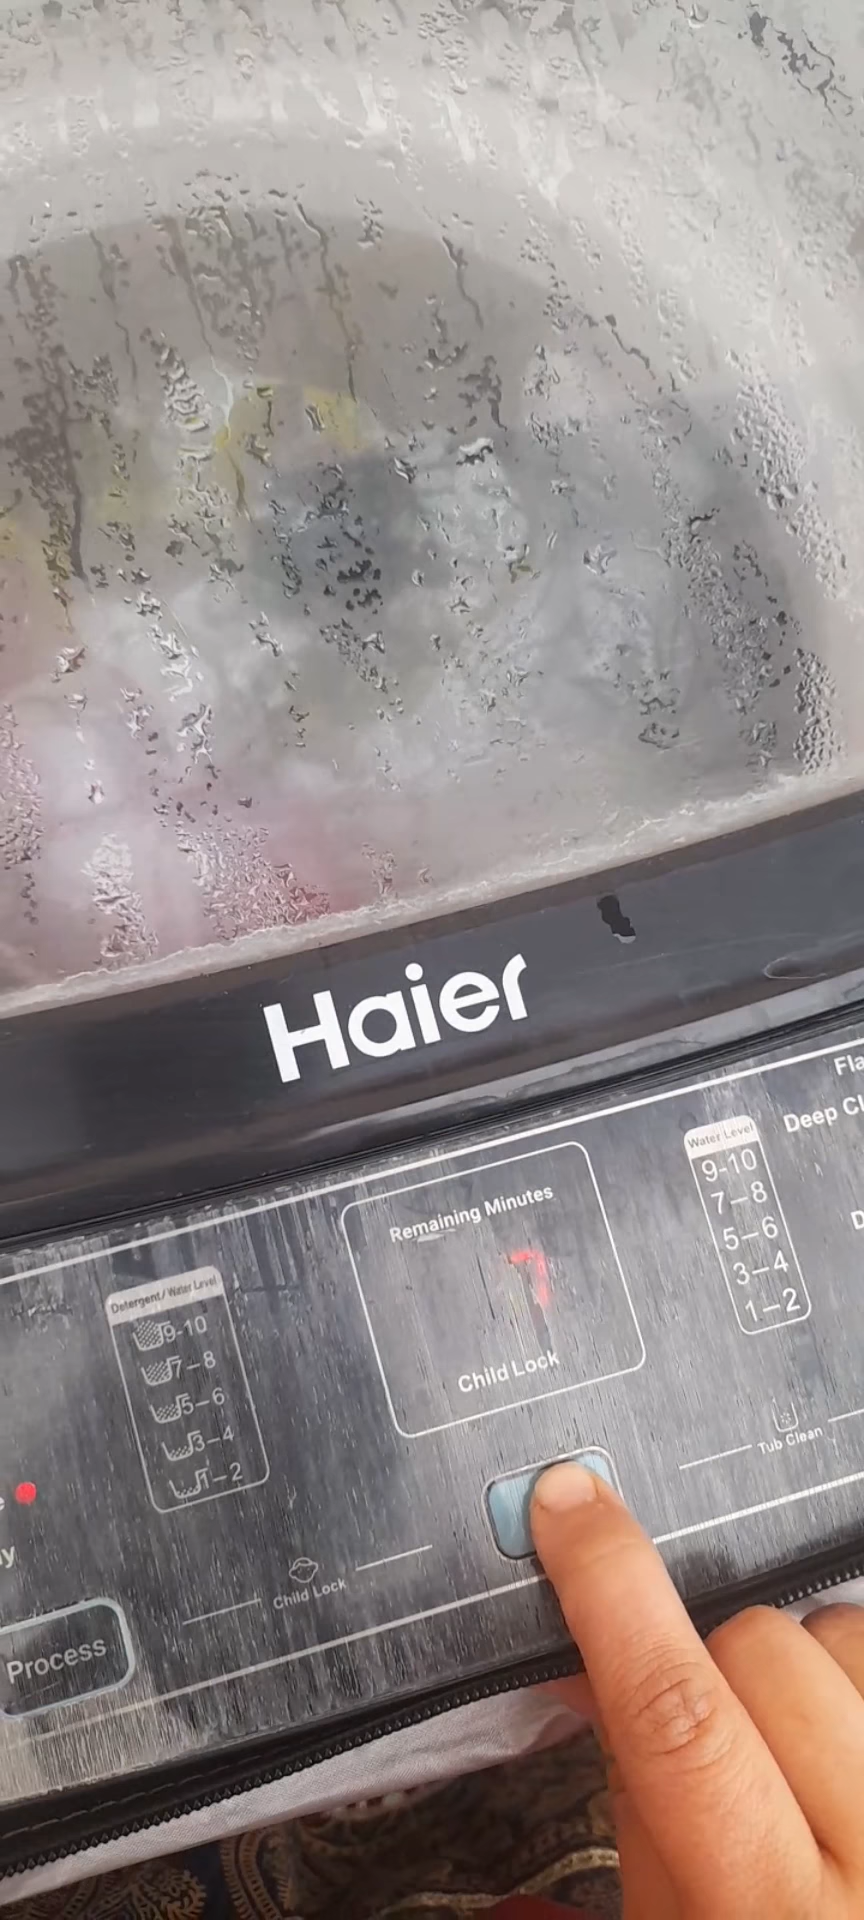 Haier
Fla
Deep Cl
D
Water Level
9-10
7-8
5-6
3-4
1-2
Remaining Minutes
7
Child Lock
Detergent/Water Level
9-10
7-8
5-6
3-4
1-2
Tub Clean
Child Lock
e
y
Process